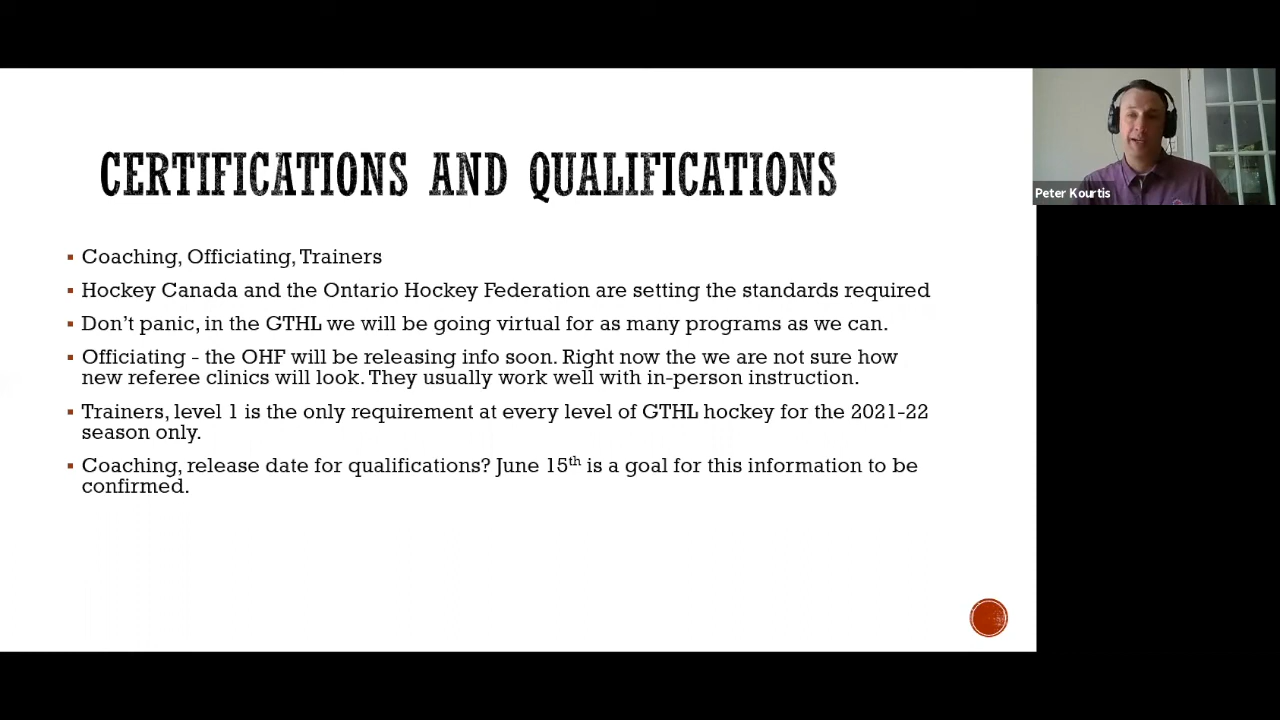 CERTIFICATIONS AND QUALIFICATIONS
▪ Coaching, Officiating, Trainers
▪ Hockey Canada and the Ontario Hockey Federation are setting the standards required
▪ Don't panic, in the GTHL we will be going virtual for as many programs as we can.
▪ Officiating - the OHF will be releasing info soon. Right now the we are not sure how
new referee clinics will look. They usually work well with in-person instruction.
▪ Trainers, level 1 is the only requirement at every level of GTHL hockey for the 2021-22
season only.
▪ Coaching, release date for qualifications? June 15th is a goal for this information to be
confirmed.
Peter Kourtis